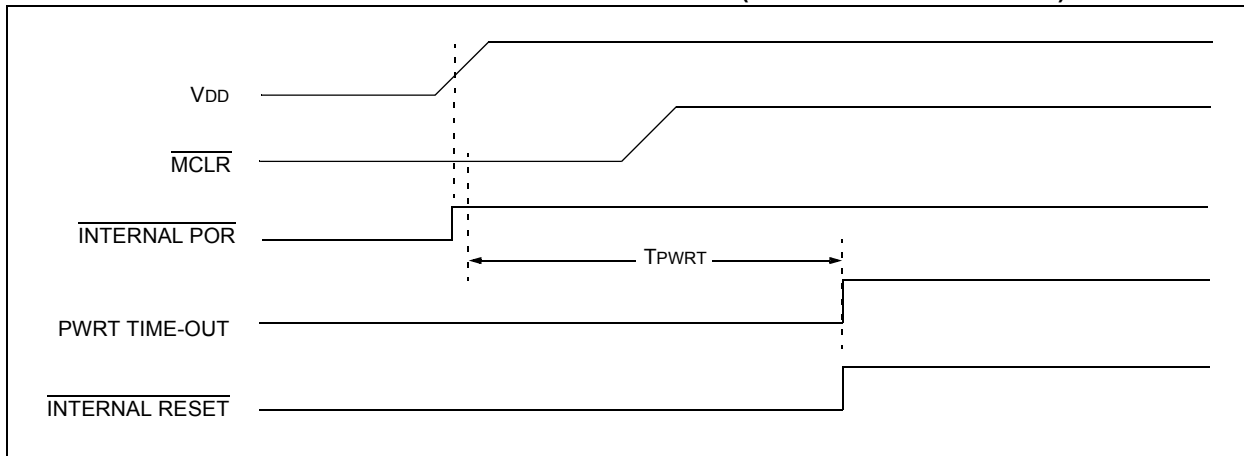 VDD
MCLR
INTERNAL POR
TPWRT
PWRT TIME-OUT
INTERNAL RESET